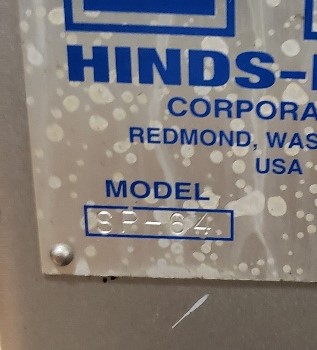 HINDS-
CORPORA
REDMOND, WAS
USA
MODEL
SP-64